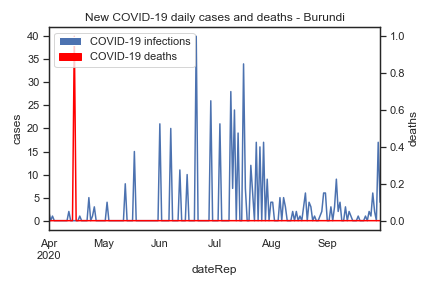 New COVID-19 daily cases and deaths - Burundi
COVID-19 infections
COVID-19 deaths
40
35
30
25
20
15
10
5
0
cases
1.0
0.8
0.6
0.4
0.2
0.0
deaths
Apr
2020
May
Jun
Jul
Aug
Sep
dateRep